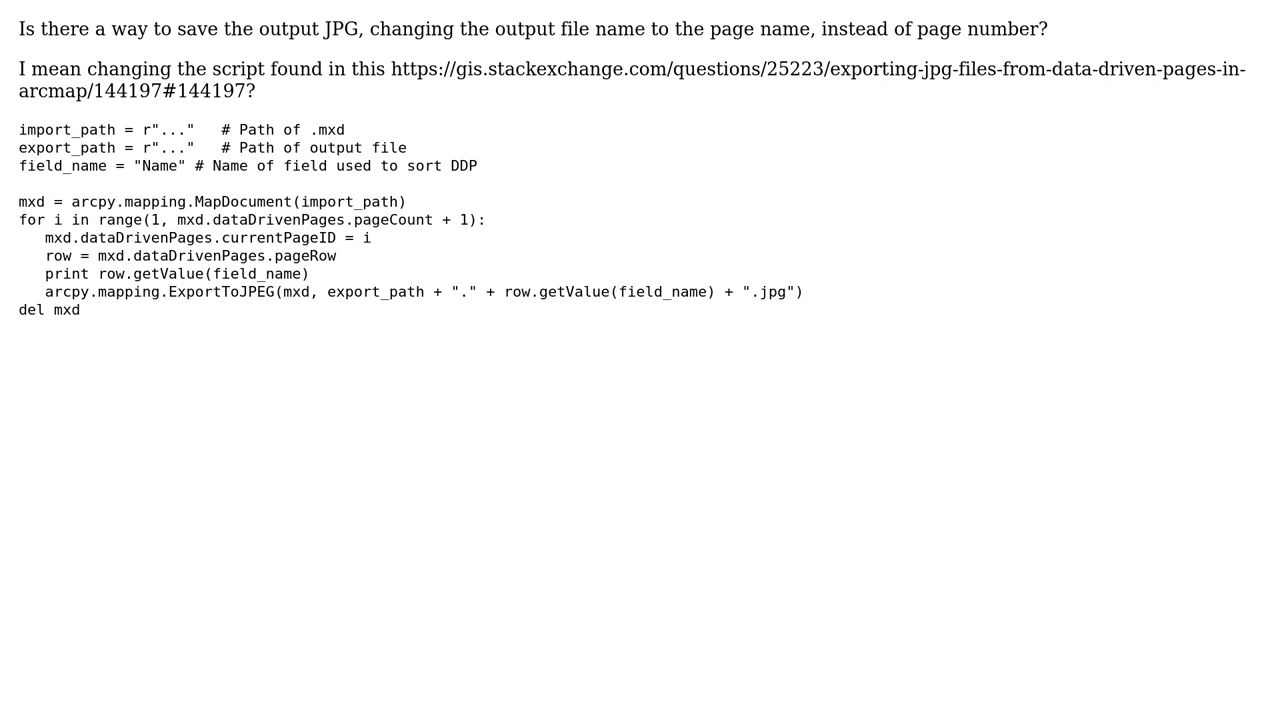 Is there a way to save the output JPG, changing the output file name to the page name, instead of page number?
I mean changing the script found in this https://gis.stackexchange.com/questions/25223/exporting-jpg-files-from-data-driven-pages-in-
arcmap/144197#144197?
import_path = r"..."   # Path of .mxd
export_path = r"..."   # Path of output file
field_name = "Name" # Name of field used to sort DDP
mxd = arcpy.mapping.MapDocument(import_path)
for i in range(1, mxd.dataDrivenPages.pageCount + 1):
   mxd.dataDrivenPages.currentPageID = i
   row = mxd.dataDrivenPages.pageRow
   print row.getValue(field_name)
   arcpy.mapping.ExportToJPEG(mxd, export_path + "." + row.getValue(field_name) + ".jpg")
del mxd